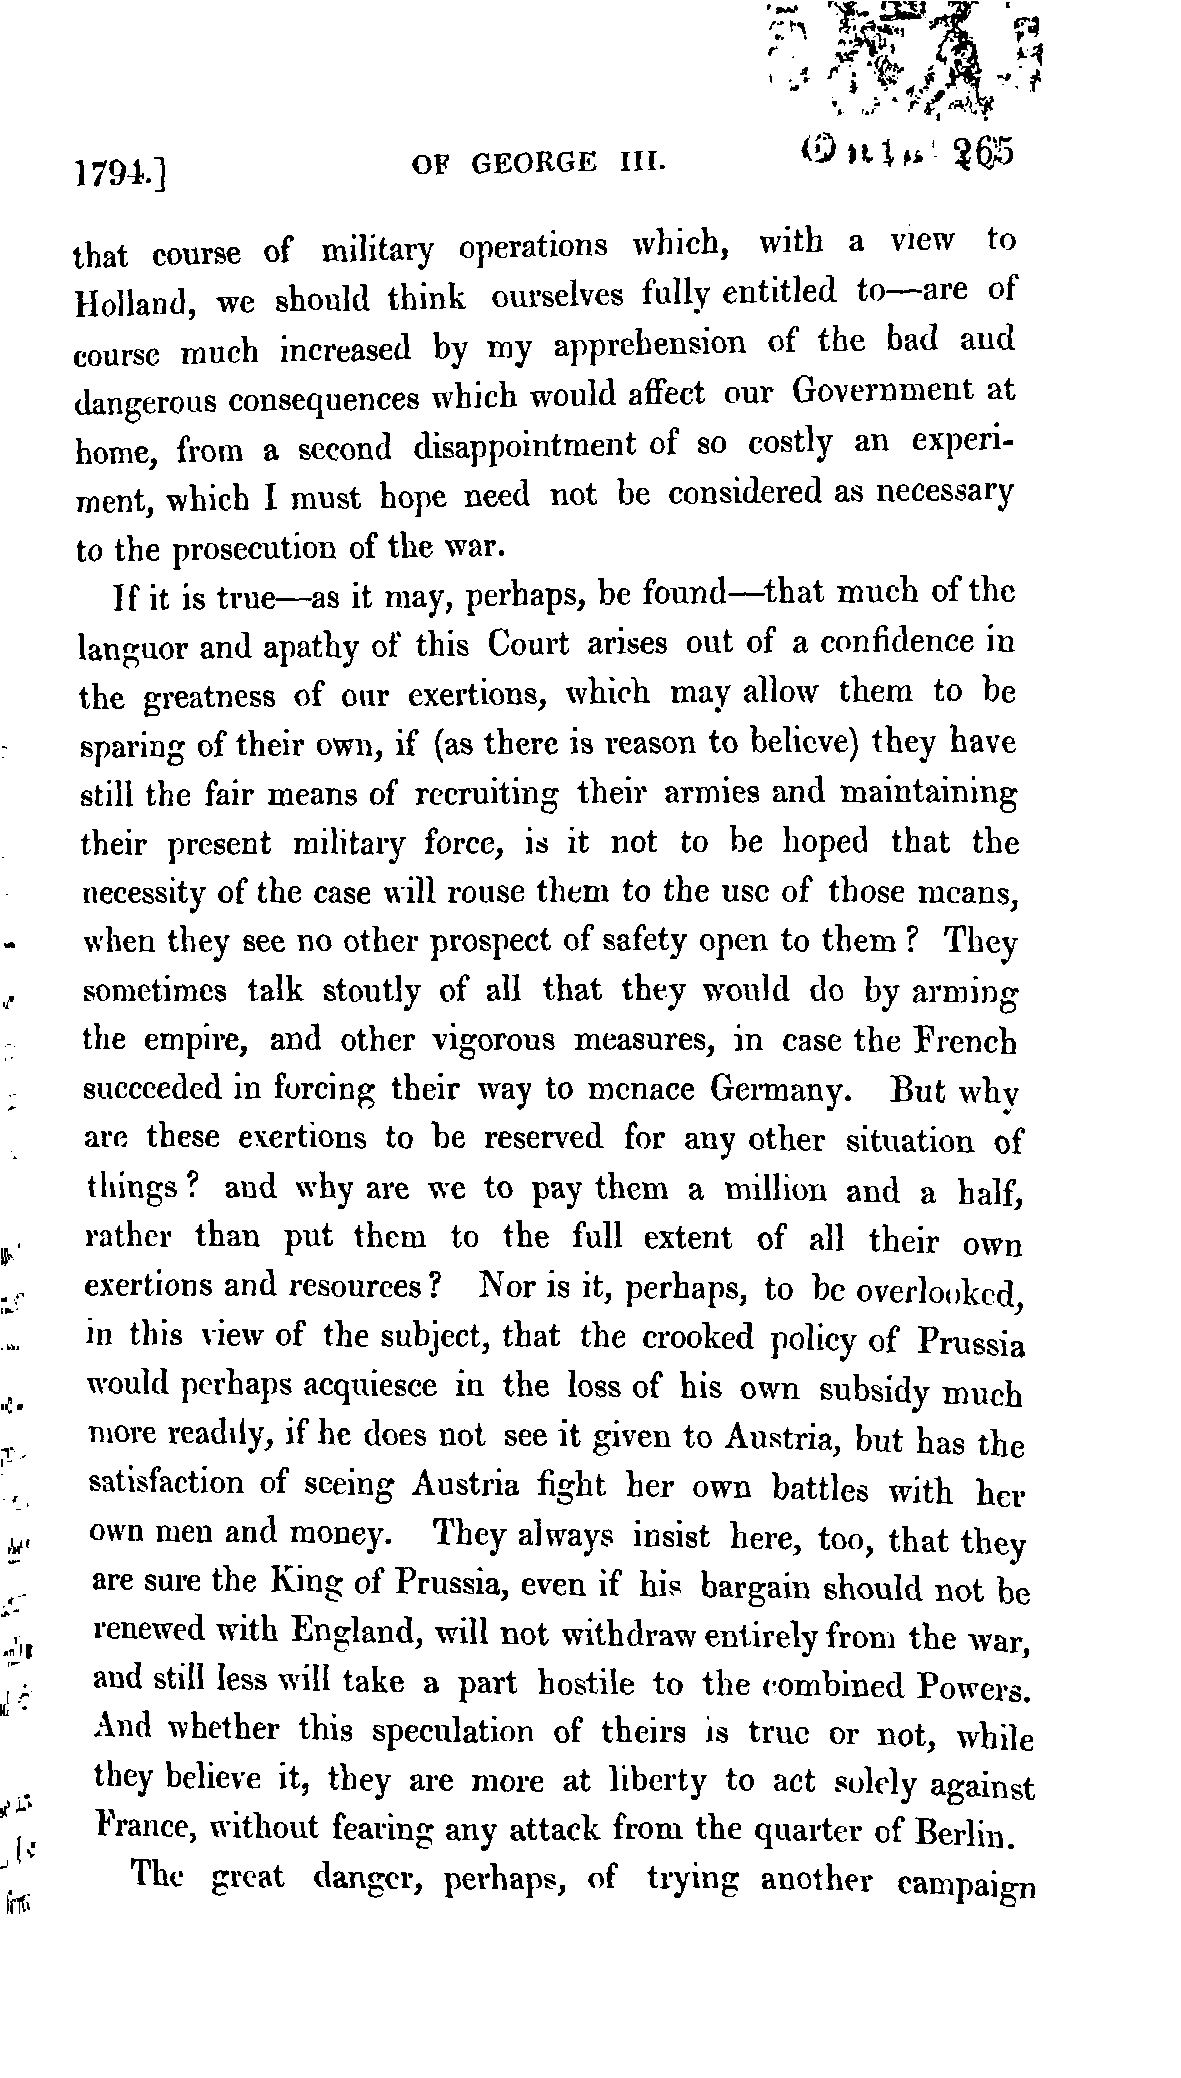 1794.] OF GEORGE III. 265
that course of military operations which, with a view to
Holland, we should think ourselves fully entitled to—are of
course much increased by my apprehension of the bad and
dangerous consequences which would affect our Government at
home, from a second disappointment of so costly an experi-
ment, which I must hope need not be considered as necessary
to the prosecution of the war.
If it is true—as it may, perhaps, be found—that much of the
languor and apathy of this Court arises out of a confidence in
the greatness of our exertions, which may allow them to be
sparing of their own, if (as there is reason to believe) they have
still the fair means of recruiting their armies and maintaining
their present military force, is it not to be hoped that the
necessity of the case will rouse them to the use of those means,
when they see no other prospect of safety open to them? They
sometimes talk stoutly of all that they would do by arming
the empire, and other vigorous measures, in case the French
succeeded in forcing their way to menace Germany. But why
are these exertions to be reserved for any other situation of
things? and why are we to pay them a million and a half,
rather than put them to the full extent of all their own
exertions and resources? Nor is it, perhaps, to be overlooked,
in this view of the subject, that the crooked policy of Prussia
would perhaps acquiesce in the loss of his own subsidy much
more readily, if he does not see it given to Austria, but has the
satisfaction of seeing Austria fight her own battles with her
own men and money. They always insist here, too, that they
are sure the King of Prussia, even if his bargain should not be
renewed with England, will not withdraw entirely from the war,
and still less will take a part hostile to the combined Powers.
And whether this speculation of theirs is true or not, while
they believe it, they are more at liberty to act solely against
France, without fearing any attack from the quarter of Berlin.
The great danger, perhaps, of trying another campaign